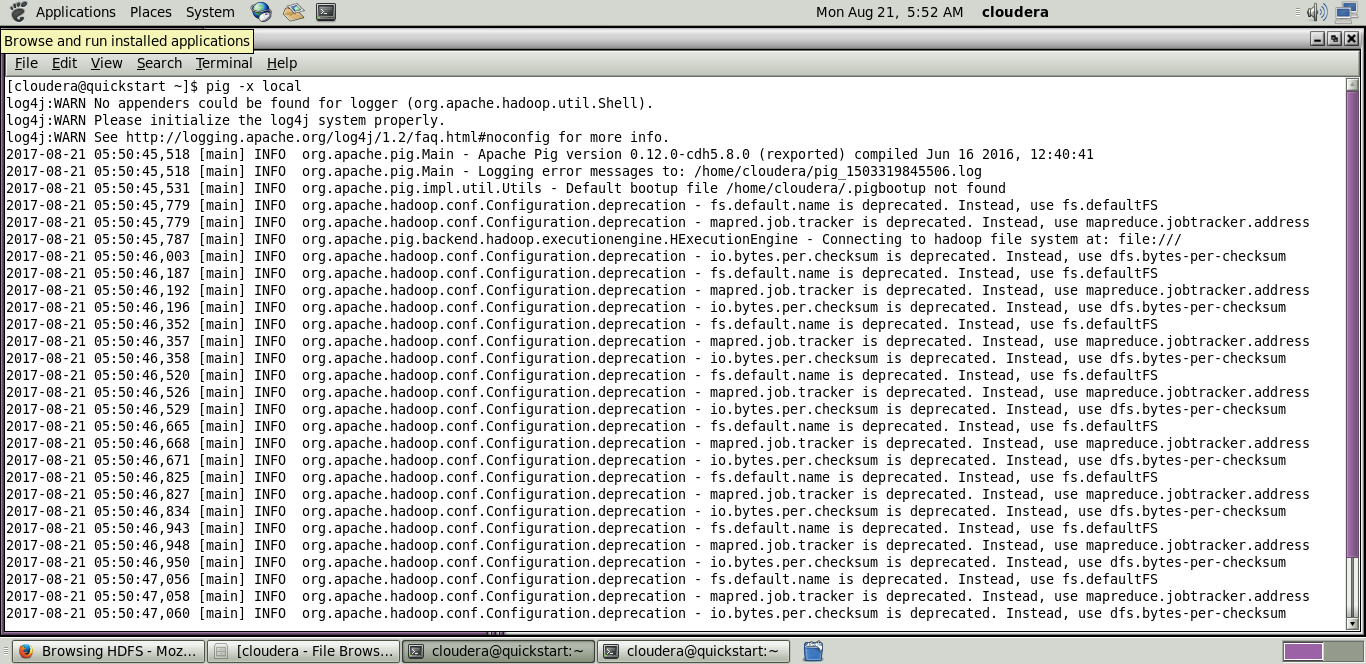 Applications Places System Mon Aug 21, 5:52 AM cloudera
Browse and run installed applications
File Edit View Search Terminal Help
[cloudera@quickstart ~]$ pig -x local
log4j:WARN No appenders could be found for logger (org.apache.hadoop.util.Shell).
log4j:WARN Please initialize the log4j system properly.
log4j:WARN See http://logging.apache.org/log4j/1.2/faq.html#noconfig for more info.
2017-08-21 05:50:45,518 [main] INFO  org.apache.pig.Main - Apache Pig version 0.12.0-cdh5.8.0 (rexported) compiled Jun 16 2016, 12:40:41
2017-08-21 05:50:45,518 [main] INFO  org.apache.pig.Main - Logging error messages to: /home/cloudera/pig_1503319845506.log
2017-08-21 05:50:45,531 [main] INFO  org.apache.pig.impl.util.Utils - Default bootup file /home/cloudera/.pigbootup not found
2017-08-21 05:50:45,779 [main] INFO  org.apache.hadoop.conf.Configuration.deprecation - fs.default.name is deprecated. Instead, use fs.defaultFS
2017-08-21 05:50:45,779 [main] INFO  org.apache.hadoop.conf.Configuration.deprecation - mapred.job.tracker is deprecated. Instead, use mapreduce.jobtracker.address
2017-08-21 05:50:45,787 [main] INFO  org.apache.pig.backend.hadoop.executionengine.HExecutionEngine - Connecting to hadoop file system at: file:///
2017-08-21 05:50:46,003 [main] INFO  org.apache.hadoop.conf.Configuration.deprecation - io.bytes.per.checksum is deprecated. Instead, use dfs.bytes-per-checksum
2017-08-21 05:50:46,187 [main] INFO  org.apache.hadoop.conf.Configuration.deprecation - fs.default.name is deprecated. Instead, use fs.defaultFS
2017-08-21 05:50:46,192 [main] INFO  org.apache.hadoop.conf.Configuration.deprecation - mapred.job.tracker is deprecated. Instead, use mapreduce.jobtracker.address
2017-08-21 05:50:46,196 [main] INFO  org.apache.hadoop.conf.Configuration.deprecation - io.bytes.per.checksum is deprecated. Instead, use dfs.bytes-per-checksum
2017-08-21 05:50:46,352 [main] INFO  org.apache.hadoop.conf.Configuration.deprecation - fs.default.name is deprecated. Instead, use fs.defaultFS
2017-08-21 05:50:46,357 [main] INFO  org.apache.hadoop.conf.Configuration.deprecation - mapred.job.tracker is deprecated. Instead, use mapreduce.jobtracker.address
2017-08-21 05:50:46,358 [main] INFO  org.apache.hadoop.conf.Configuration.deprecation - io.bytes.per.checksum is deprecated. Instead, use dfs.bytes-per-checksum
2017-08-21 05:50:46,520 [main] INFO  org.apache.hadoop.conf.Configuration.deprecation - fs.default.name is deprecated. Instead, use fs.defaultFS
2017-08-21 05:50:46,526 [main] INFO  org.apache.hadoop.conf.Configuration.deprecation - mapred.job.tracker is deprecated. Instead, use mapreduce.jobtracker.address
2017-08-21 05:50:46,529 [main] INFO  org.apache.hadoop.conf.Configuration.deprecation - io.bytes.per.checksum is deprecated. Instead, use dfs.bytes-per-checksum
2017-08-21 05:50:46,665 [main] INFO  org.apache.hadoop.conf.Configuration.deprecation - fs.default.name is deprecated. Instead, use fs.defaultFS
2017-08-21 05:50:46,668 [main] INFO  org.apache.hadoop.conf.Configuration.deprecation - mapred.job.tracker is deprecated. Instead, use mapreduce.jobtracker.address
2017-08-21 05:50:46,671 [main] INFO  org.apache.hadoop.conf.Configuration.deprecation - io.bytes.per.checksum is deprecated. Instead, use dfs.bytes-per-checksum
2017-08-21 05:50:46,825 [main] INFO  org.apache.hadoop.conf.Configuration.deprecation - fs.default.name is deprecated. Instead, use fs.defaultFS
2017-08-21 05:50:46,827 [main] INFO  org.apache.hadoop.conf.Configuration.deprecation - mapred.job.tracker is deprecated. Instead, use mapreduce.jobtracker.address
2017-08-21 05:50:46,834 [main] INFO  org.apache.hadoop.conf.Configuration.deprecation - io.bytes.per.checksum is deprecated. Instead, use dfs.bytes-per-checksum
2017-08-21 05:50:46,943 [main] INFO  org.apache.hadoop.conf.Configuration.deprecation - fs.default.name is deprecated. Instead, use fs.defaultFS
2017-08-21 05:50:46,948 [main] INFO  org.apache.hadoop.conf.Configuration.deprecation - mapred.job.tracker is deprecated. Instead, use mapreduce.jobtracker.address
2017-08-21 05:50:46,950 [main] INFO  org.apache.hadoop.conf.Configuration.deprecation - io.bytes.per.checksum is deprecated. Instead, use dfs.bytes-per-checksum
2017-08-21 05:50:47,056 [main] INFO  org.apache.hadoop.conf.Configuration.deprecation - fs.default.name is deprecated. Instead, use fs.defaultFS
2017-08-21 05:50:47,058 [main] INFO  org.apache.hadoop.conf.Configuration.deprecation - mapred.job.tracker is deprecated. Instead, use mapreduce.jobtracker.address
2017-08-21 05:50:47,060 [main] INFO  org.apache.hadoop.conf.Configuration.deprecation - io.bytes.per.checksum is deprecated. Instead, use dfs.bytes-per-checksum
Browsing HDFS - Moz... [cloudera - File Brows... cloudera@quickstart:~ cloudera@quickstart:~